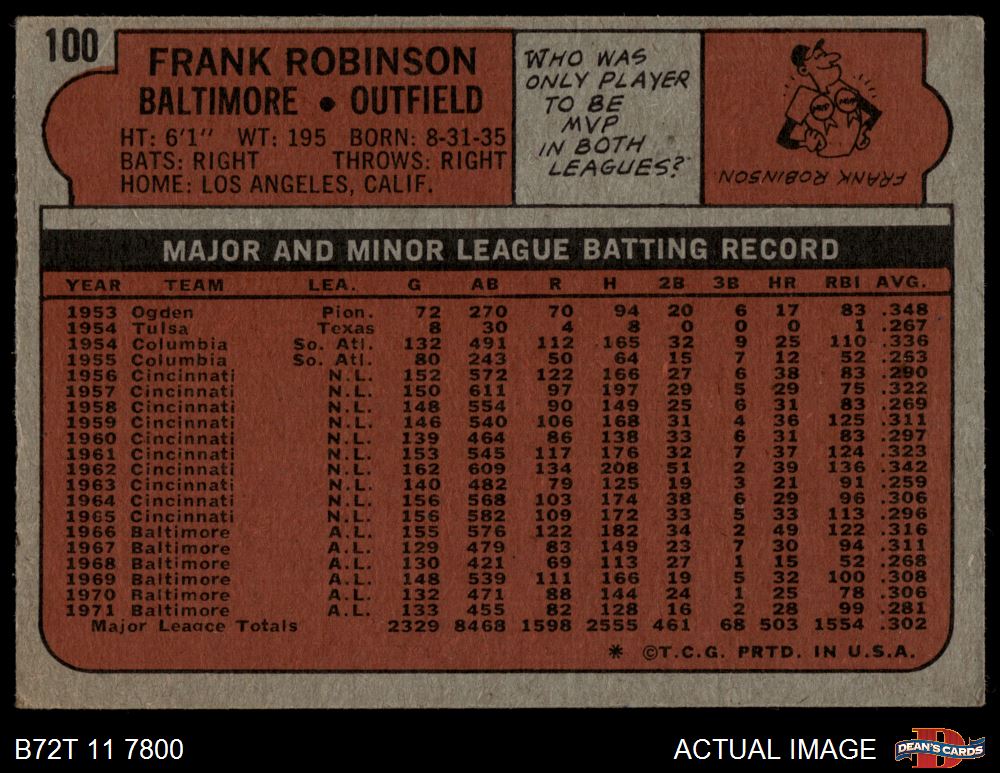 100
FRANK ROBINSON
BALTIMORE • OUTFIELD
HT: 6'1" WT: 195 BORN: 8-31-35
BATS: RIGHT THROWS: RIGHT
HOME: LOS ANGELES, CALIF.
WHO WAS
ONLY PLAYER
TO BE
MVP
IN BOTH
LEAGUES?
MVP MVP
FRANK ROBINSON
MAJOR AND MINOR LEAGUE BATTING RECORD
YEAR TEAM LEA. G AB R H 2B 3B HR RBI AVG.
1953 Ogden Pion. 72 270 70 94 20 6 17 83 .348
1954 Tulsa Texas 8 30 4 8 0 0 0 1 .267
1954 Columbia So. Atl. 132 491 112 165 32 9 25 110 .336
1955 Columbia So. Atl. 80 243 50 64 15 7 12 52 .263
1956 Cincinnati N.L. 152 572 122 166 27 6 38 83 .290
1957 Cincinnati N.L. 150 611 97 197 29 5 29 75 .322
1958 Cincinnati N.L. 148 554 90 149 25 6 31 83 .269
1959 Cincinnati N.L. 146 540 106 168 31 4 36 125 .311
1960 Cincinnati N.L. 139 464 86 138 33 6 31 83 .297
1961 Cincinnati N.L. 153 545 117 176 32 7 37 124 .323
1962 Cincinnati N.L. 162 609 134 208 51 2 39 136 .342
1963 Cincinnati N.L. 140 482 79 125 19 3 21 91 .259
1964 Cincinnati N.L. 156 568 103 174 38 6 29 96 .306
1965 Cincinnati N.L. 156 582 109 172 33 5 33 113 .296
1966 Baltimore A.L. 155 576 122 182 34 2 49 122 .316
1967 Baltimore A.L. 129 479 83 149 23 7 30 94 .311
1968 Baltimore A.L. 130 421 69 113 27 1 15 52 .268
1969 Baltimore A.L. 148 539 111 166 19 5 32 100 .308
1970 Baltimore A.L. 132 471 88 144 24 1 25 78 .306
1971 Baltimore A.L. 133 455 82 128 16 2 28 99 .281
Major League Totals 2329 8468 1598 2555 461 68 503 1554 .302
* ©T.C.G. PRTD. IN U.S.A.
B72T 11 7800
ACTUAL IMAGE
D
DEAN'S CARDS